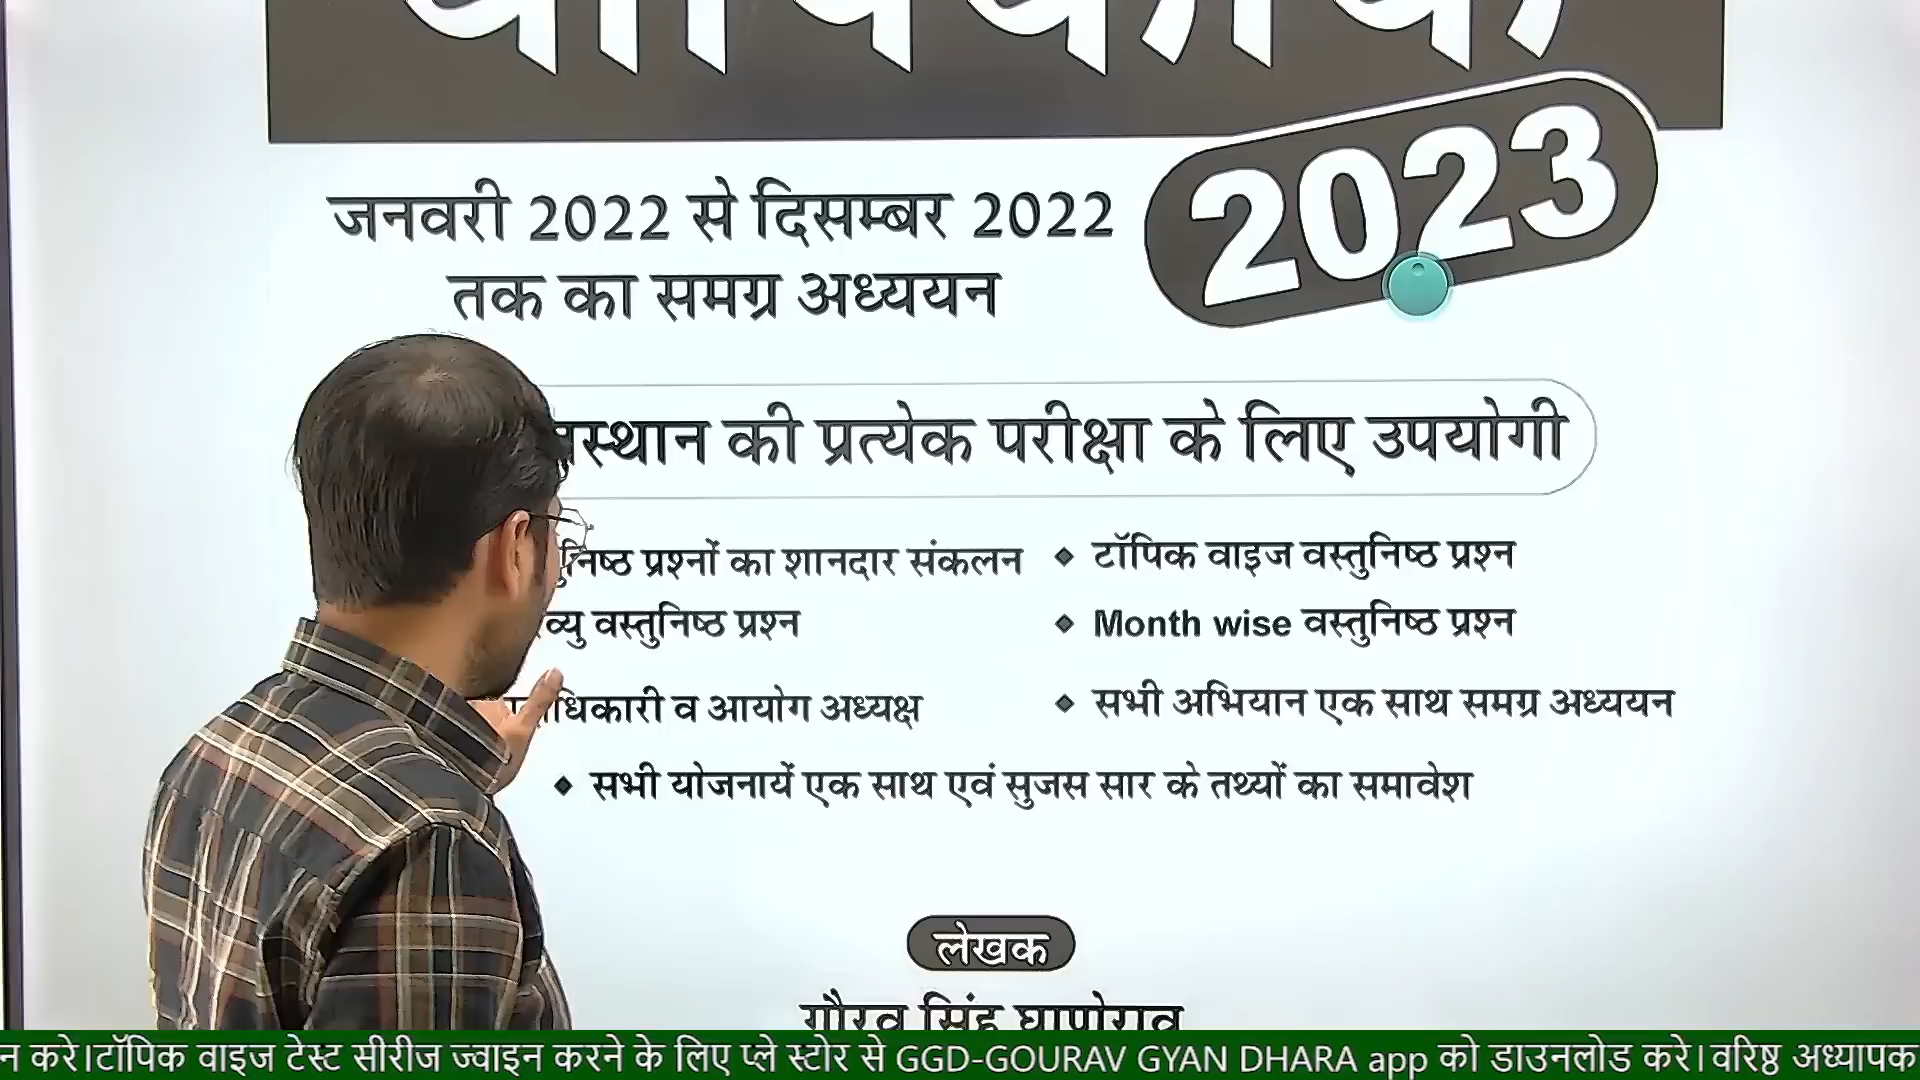 2023
जनवरी 2022 से दिसम्बर 2022
तक का समग्र अध्ययन
की प्रत्येक परीक्षा के लिए उपयोगी
प्रश्नों का शानदार संकलन
◆ टॉपिक वाइज वस्तुनिष्ठ प्रश्न
वस्तुनिष्ठ प्रश्न
◆ Month wise वस्तुनिष्ठ प्रश्न
व आयोग अध्यक्ष
◆ सभी अभियान एक साथ समग्र अध्ययन
◆ सभी योजनायें एक साथ एवं सुजस सार के तथ्यों का समावेश
लेखक
गौरव सिंह घाणेराव
न करे।टॉपिक वाइज टेस्ट सीरीज ज्वाइन करने के लिए प्ले स्टोर से GGD-GOURAV GYAN DHARA app को डाउनलोड करे। वरिष्ठ अध्यापक